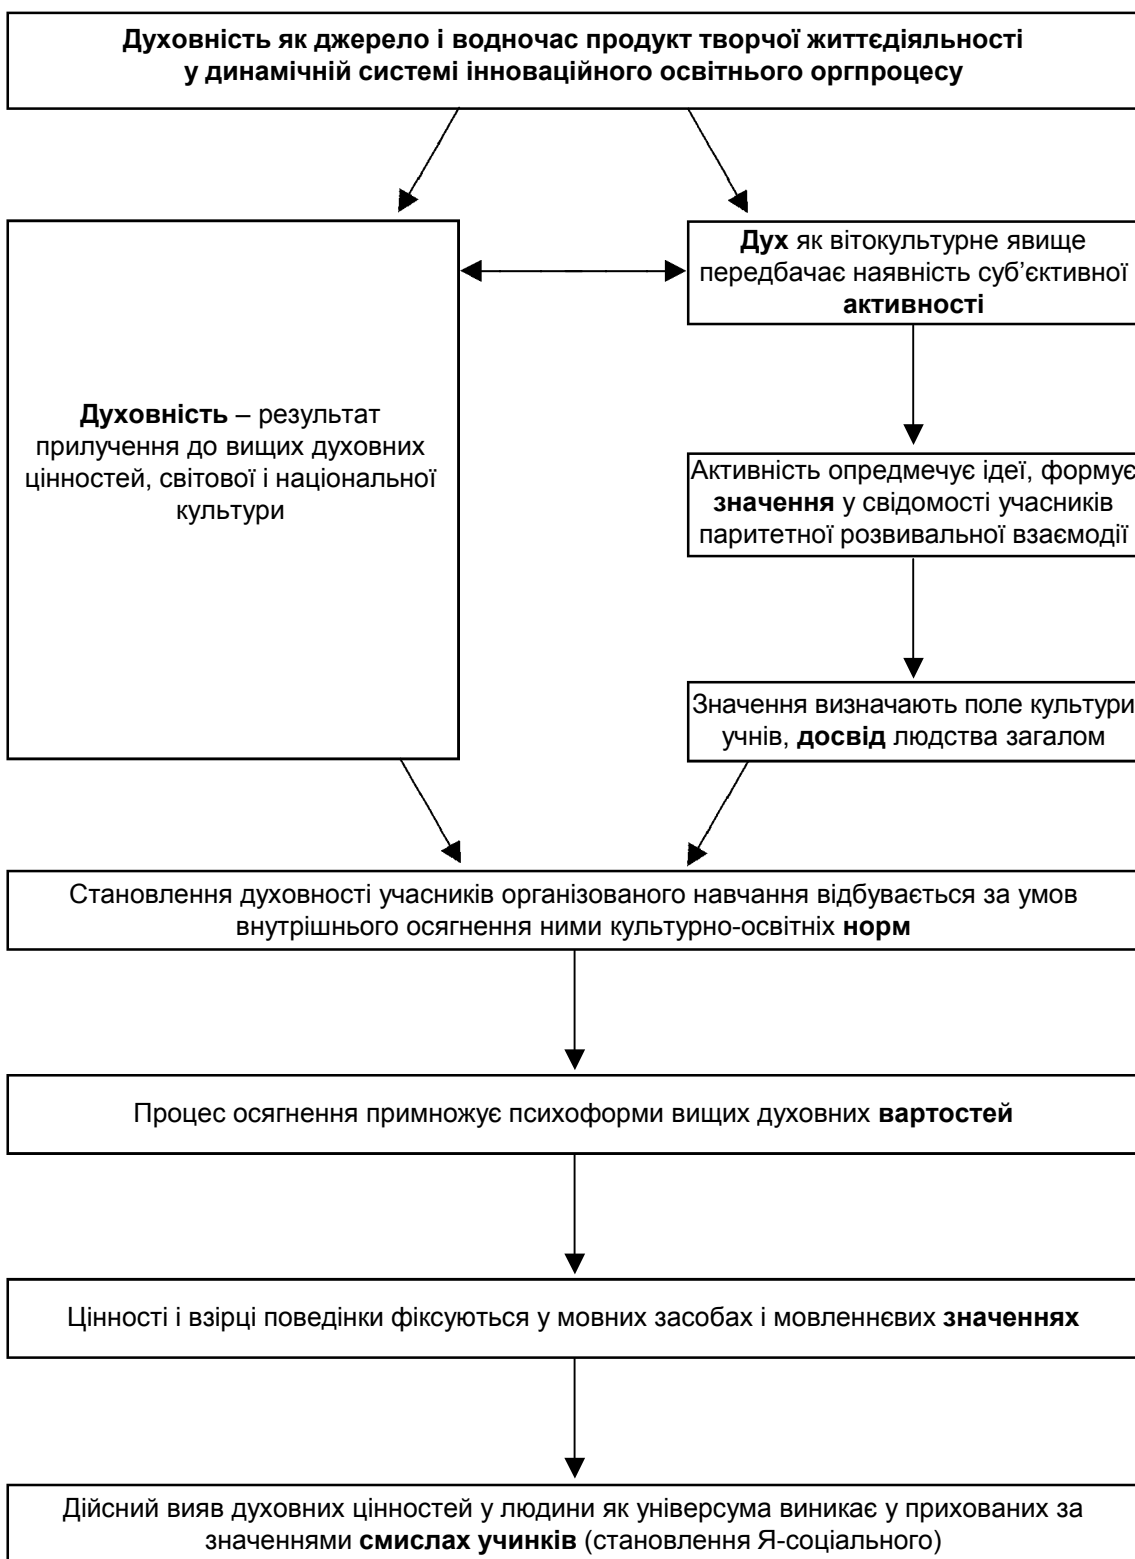 Духовність як джерело і водночас продукт творчої життєдіяльності
у динамічній системі інноваційного освітнього оргпроцесу
Дух як вітокультурне явище
передбачає наявність суб’єктивної
активності
Духовність – результат
прилучення до вищих духовних
цінностей, світової і національної
культури
Активність опредмечує ідеї, формує
значення у свідомості учасників
паритетної розвивальної взаємодії
Значення визначають поле культури
учнів, досвід людства загалом
Становлення духовності учасників організованого навчання відбувається за умов
внутрішнього осягнення ними культурно-освітніх норм
Процес осягнення примножує психоформи вищих духовних вартостей
Цінності і взірці поведінки фіксуються у мовних засобах і мовленнєвих значеннях
Дійсний вияв духовних цінностей у людини як універсума виникає у прихованих за
значеннями смислах учинків (становлення Я-соціального)